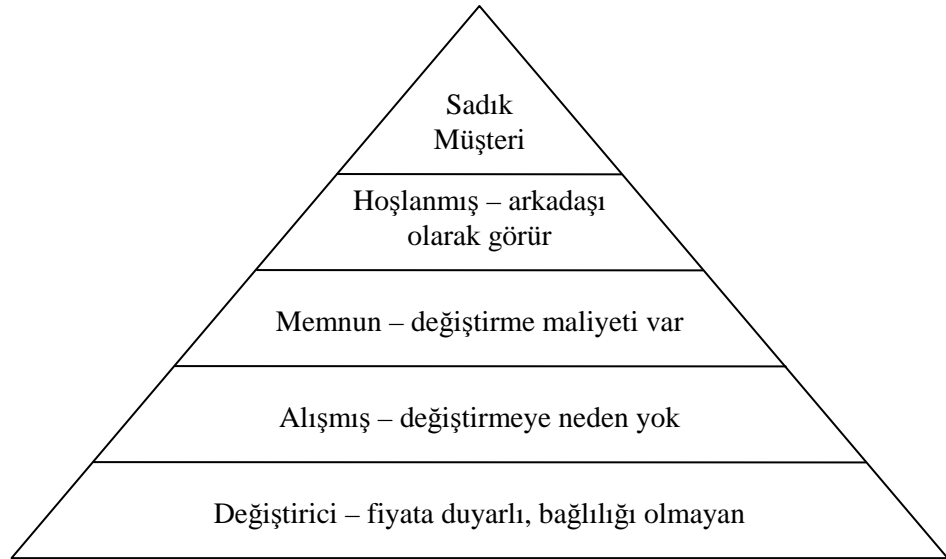 Sadık
Müşteri
Hoşlanmış – arkadaşı
olarak görür
Memnun – değiştirme maliyeti var
Alışmış – değiştirmeye neden yok
Değiştirici – fiyata duyarlı, bağlılığı olmayan